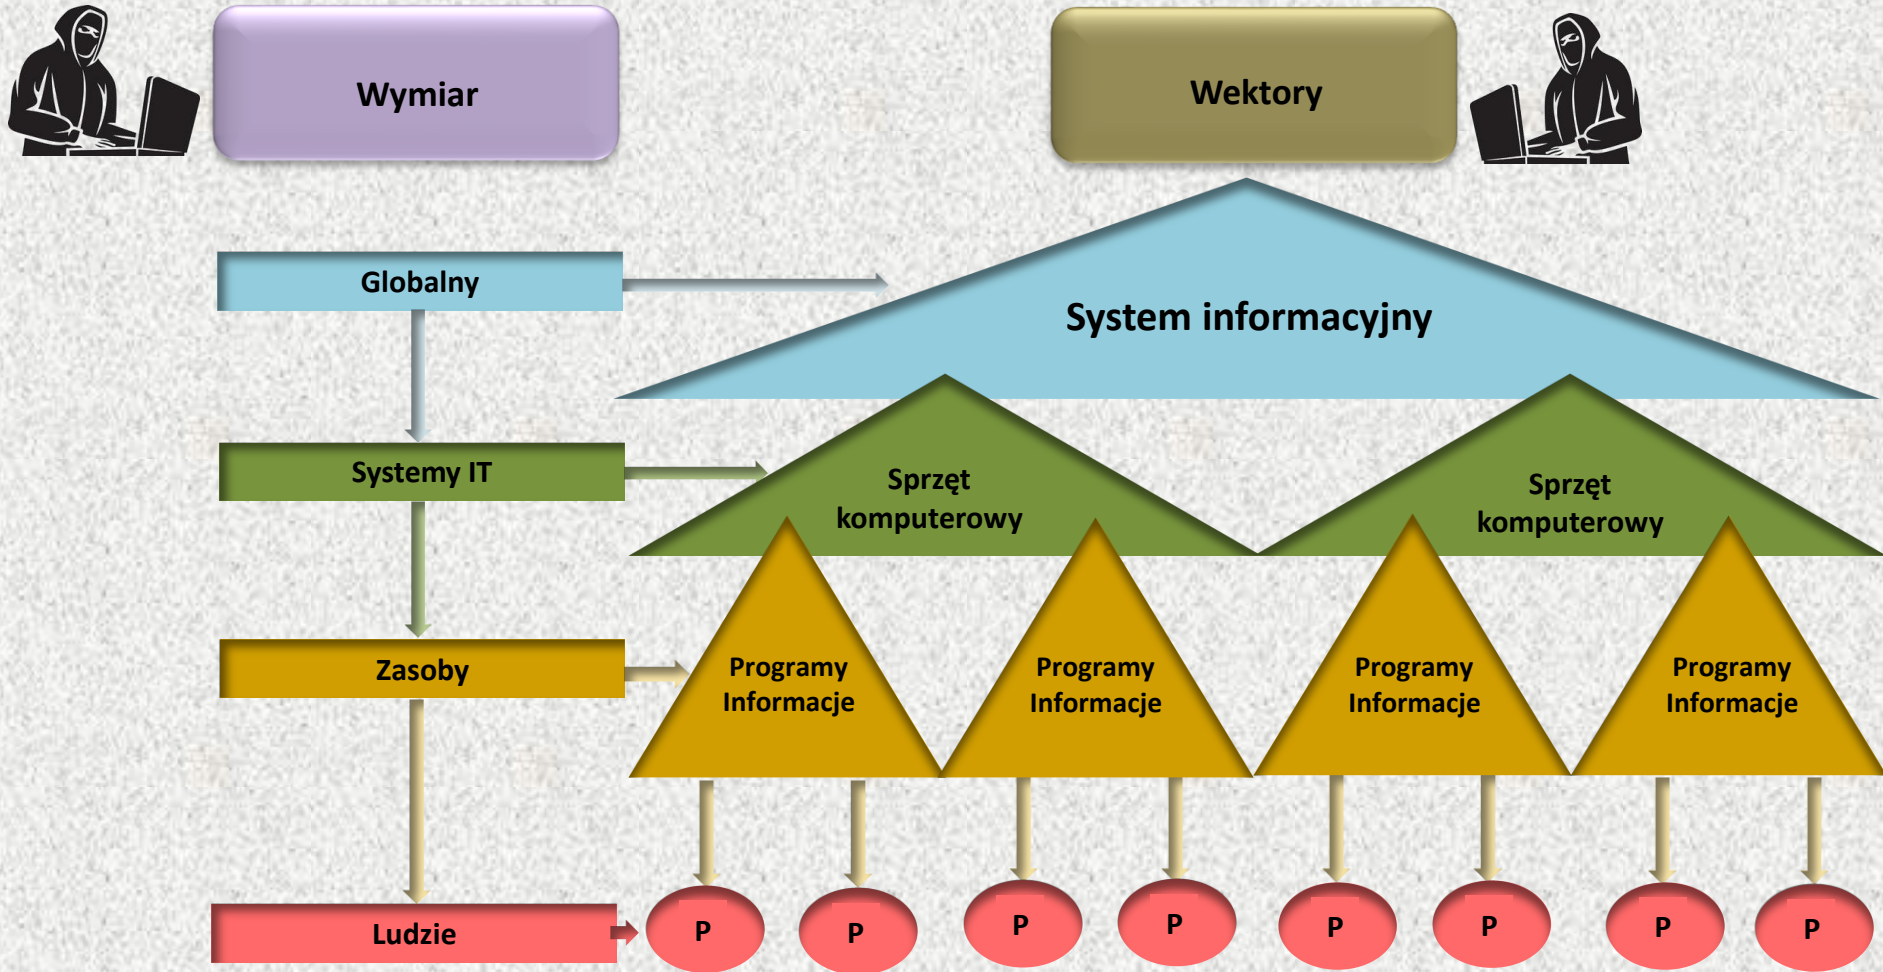 Wymiar
Wektory
Globalny
System informacyjny
Systemy IT
Sprzęt
komputerowy
Sprzęt
komputerowy
Zasoby
Programy
Informacje
Programy
Informacje
Programy
Informacje
Programy
Informacje
Ludzie
P
P
P
P
P
P
P
P